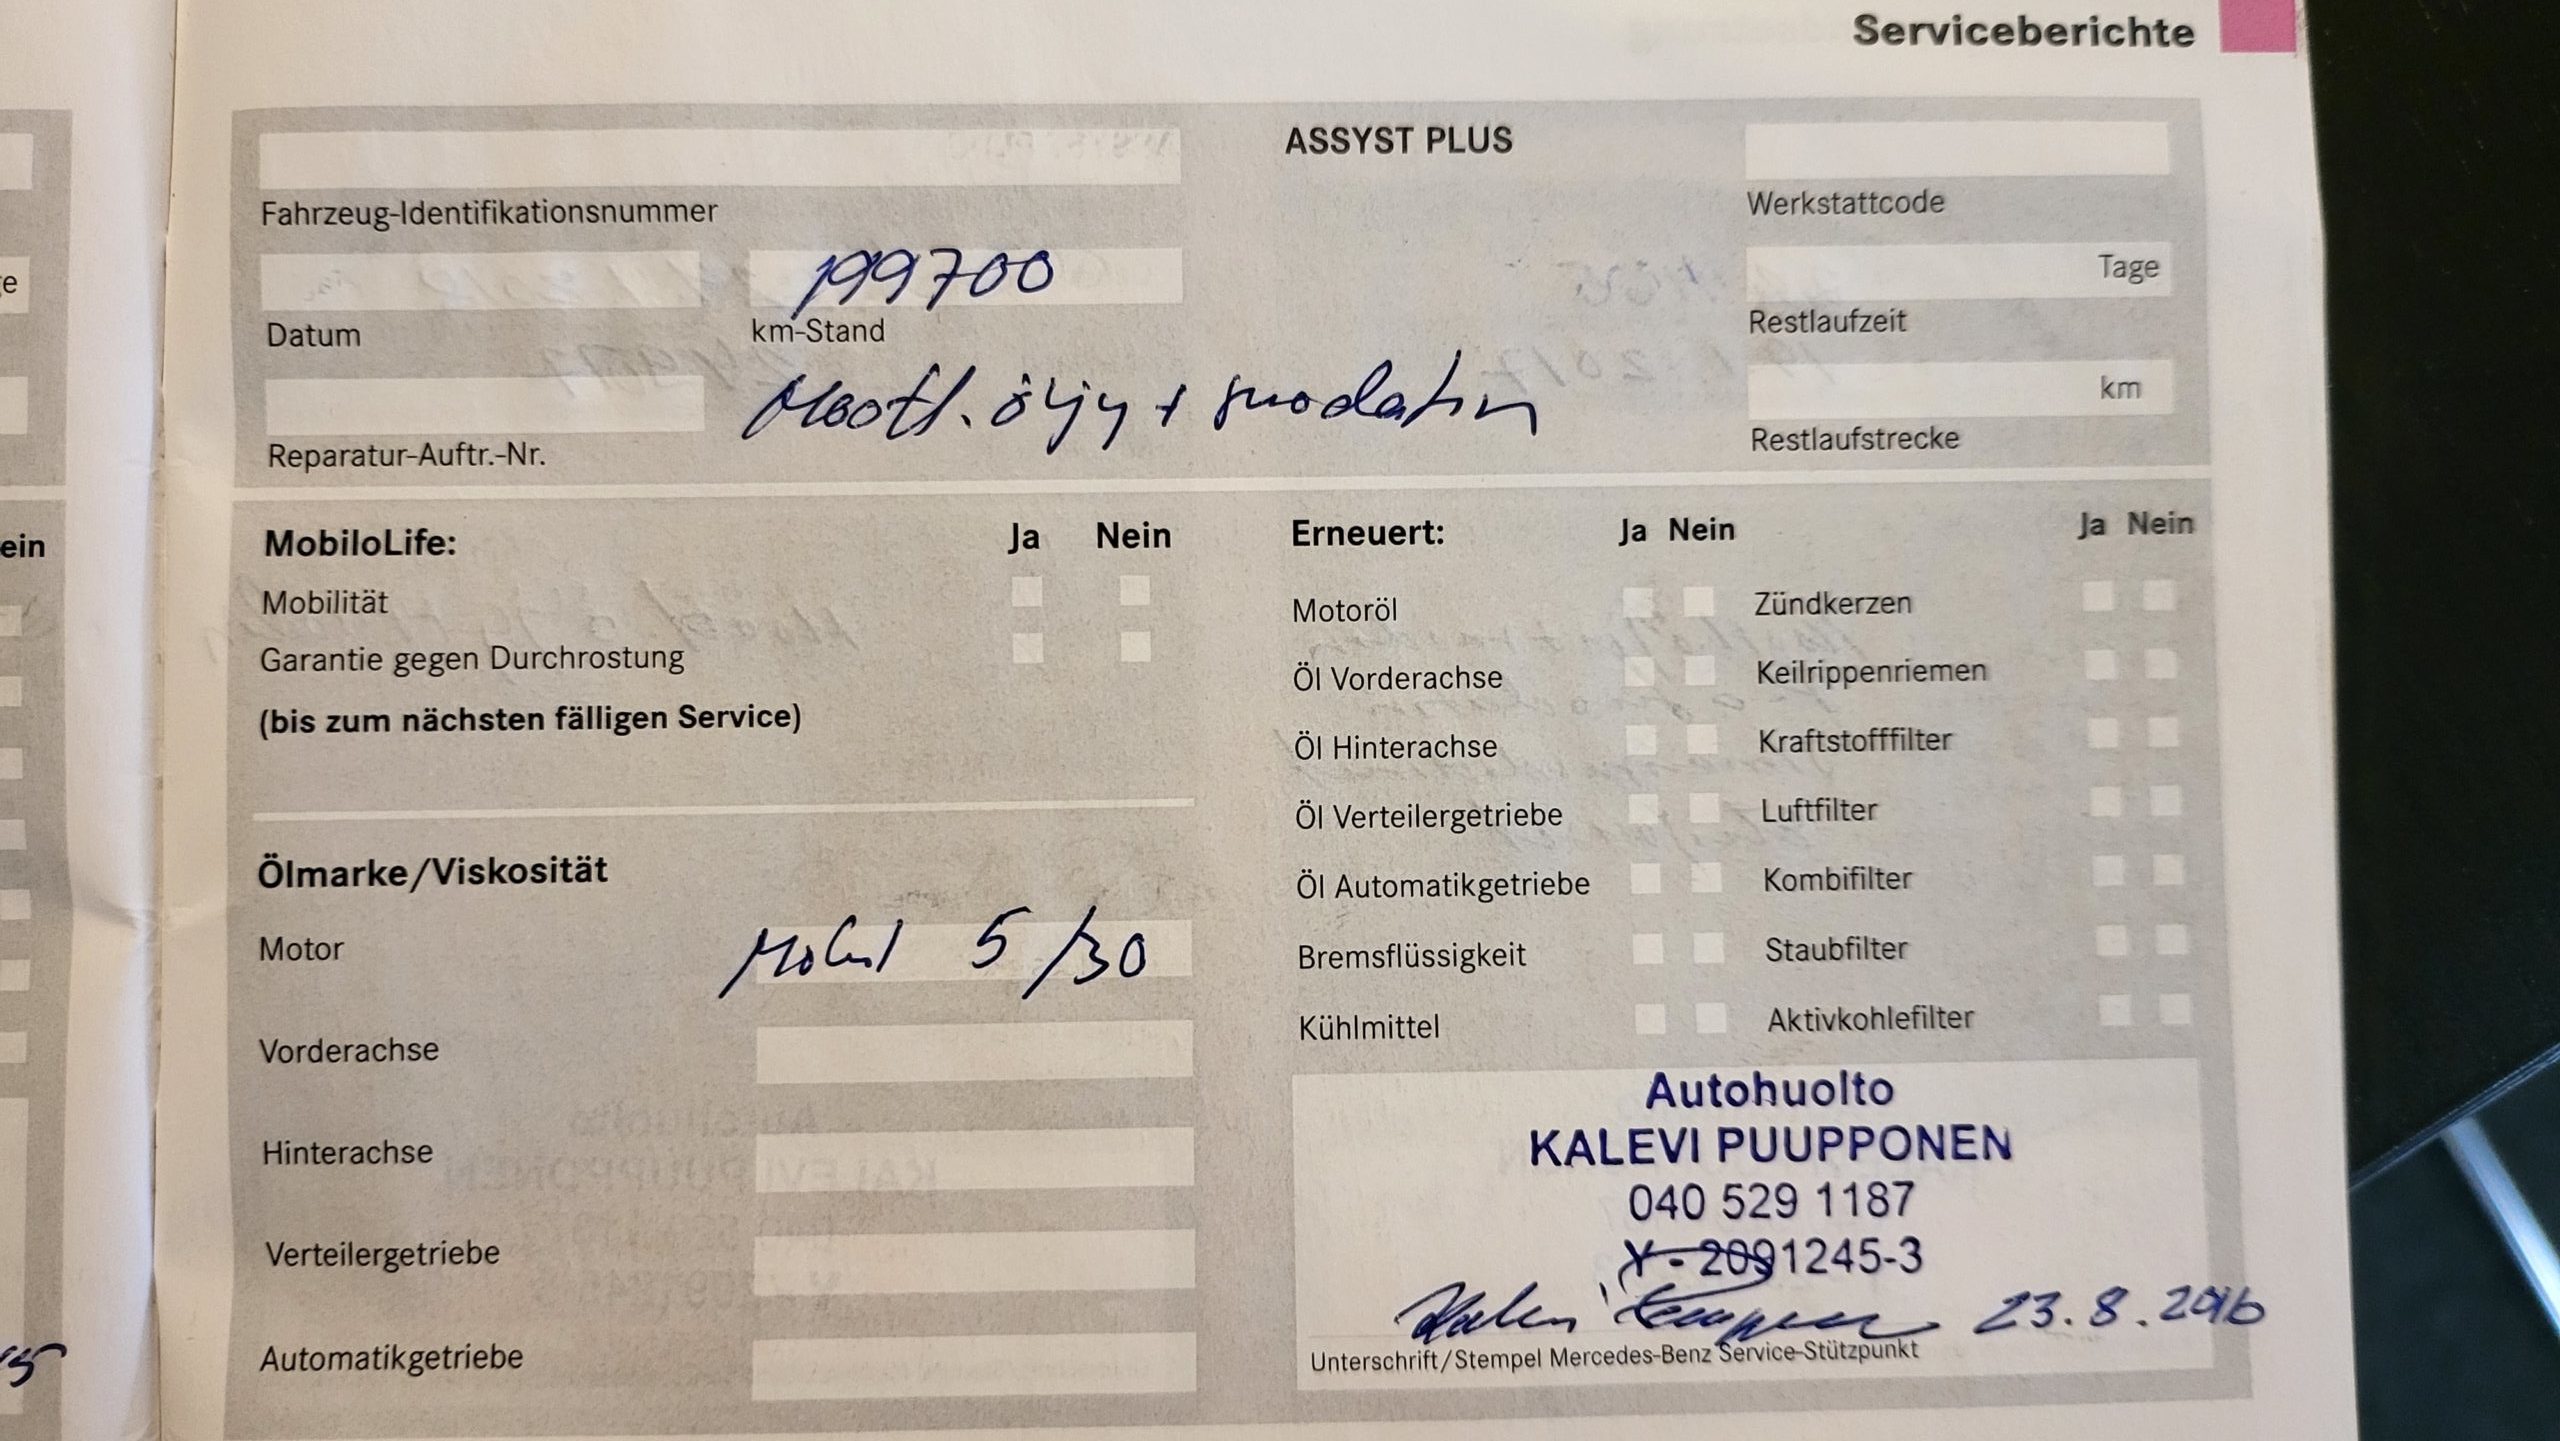 Serviceberichte
ASSYST PLUS
Fahrzeug-Identifikationsnummer
Werkstattcode
199700
Tage
Datum
km-Stand
Restlaufzeit
Moott. öljy + suodatin
km
Reparatur-Auftr.-Nr.
Restlaufstrecke
MobiloLife: Ja Nein
Mobilität
Garantie gegen Durchrostung
(bis zum nächsten fälligen Service)
Ölmarke/Viskosität
Motor Mobil 5/30
Vorderachse
Hinterachse
Verteilergetriebe
Automatikgetriebe
Erneuert: Ja Nein Ja Nein
Motoröl Zündkerzen
Öl Vorderachse Keilrippenriemen
Öl Hinterachse Kraftstofffilter
Öl Verteilergetriebe Luftfilter
Öl Automatikgetriebe Kombifilter
Bremsflüssigkeit Staubfilter
Kühlmittel Aktivkohlefilter
Autohuolto
KALEVI PUUPPONEN
040 529 1187
Y - 2091245-3
23.8.2016
Unterschrift/Stempel Mercedes-Benz Service-Stützpunkt
ein